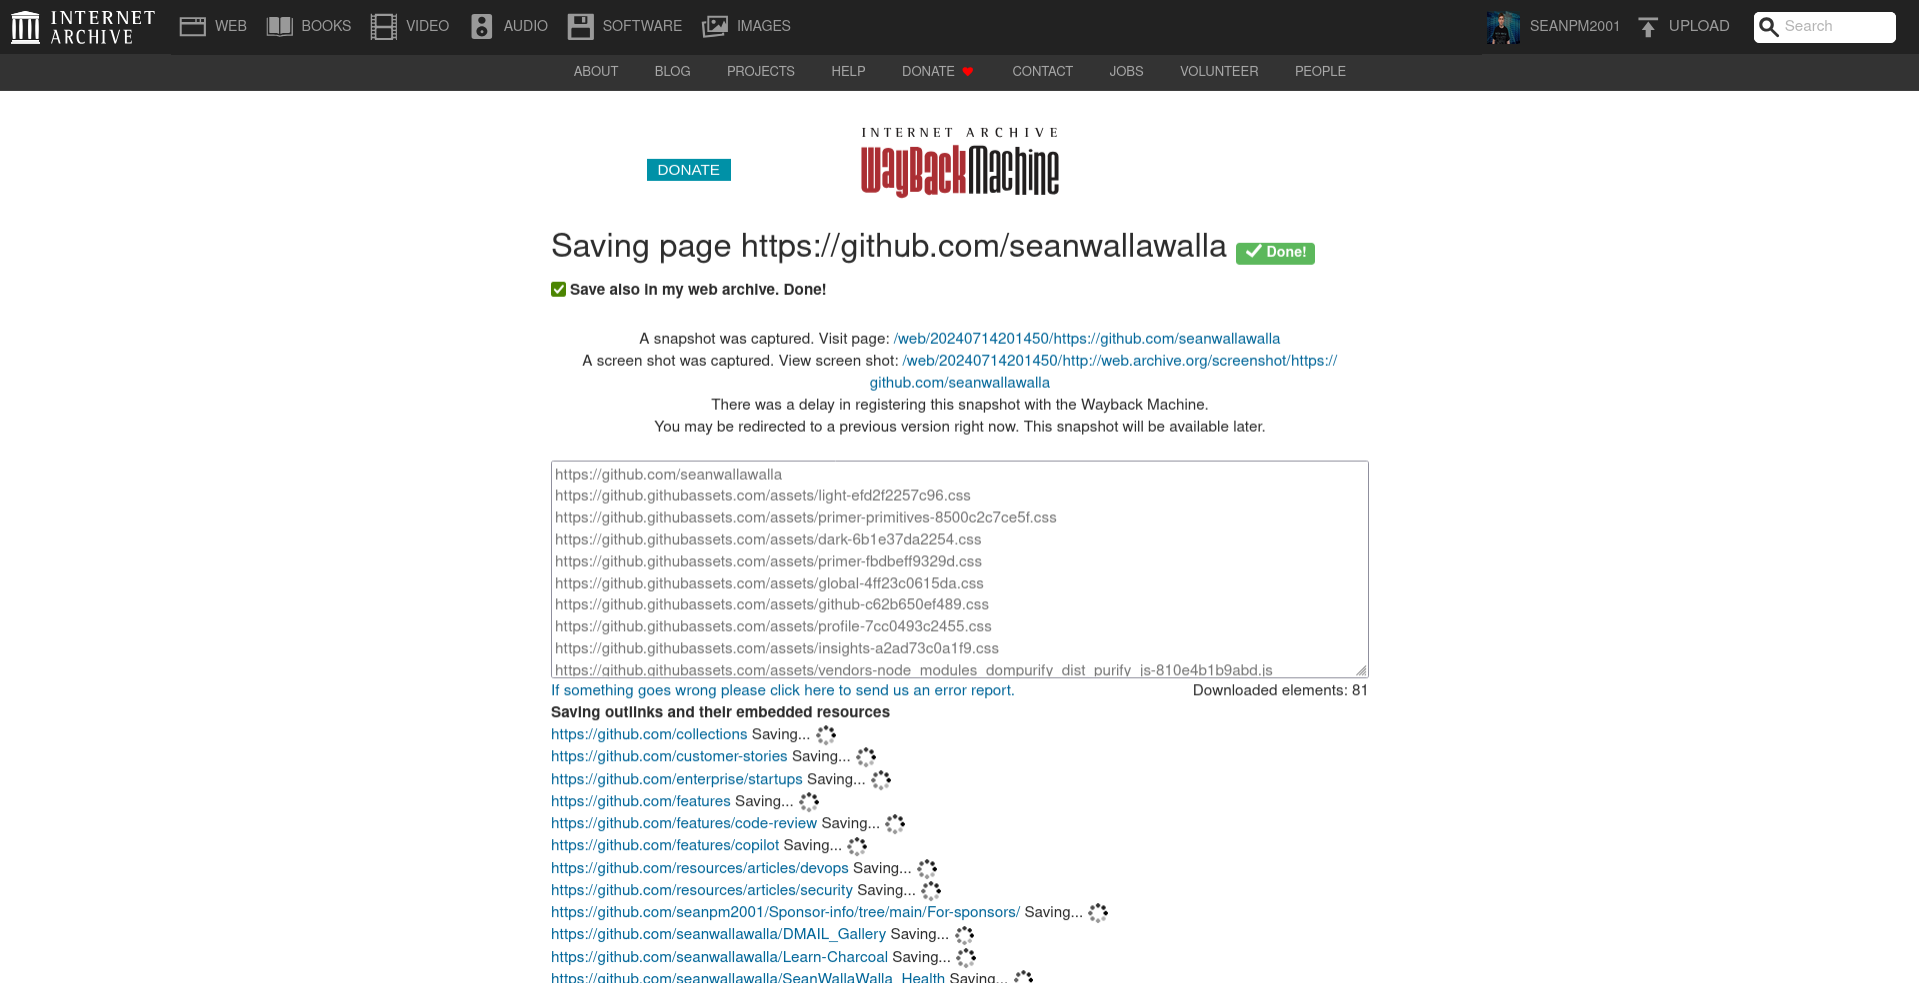 INTERNET ARCHIVE WEB BOOKS VIDEO AUDIO SOFTWARE IMAGES SEANPM2001 UPLOAD Search
ABOUT BLOG PROJECTS HELP DONATE CONTACT JOBS VOLUNTEER PEOPLE
INTERNET ARCHIVE
WayBackMachine
DONATE
Saving page https://github.com/seanwallawalla Done!
Save also in my web archive. Done!
A snapshot was captured. Visit page: /web/20240714201450/https://github.com/seanwallawalla
A screen shot was captured. View screen shot: /web/20240714201450/http://web.archive.org/screenshot/https://
github.com/seanwallawalla
There was a delay in registering this snapshot with the Wayback Machine.
You may be redirected to a previous version right now. This snapshot will be available later.
https://github.com/seanwallawalla
https://github.githubassets.com/assets/light-efd2f2257c96.css
https://github.githubassets.com/assets/primer-primitives-8500c2c7ce5f.css
https://github.githubassets.com/assets/dark-6b1e37da2254.css
https://github.githubassets.com/assets/primer-fbdbeff9329d.css
https://github.githubassets.com/assets/global-4ff23c0615da.css
https://github.githubassets.com/assets/github-c62b650ef489.css
https://github.githubassets.com/assets/profile-7cc0493c2455.css
https://github.githubassets.com/assets/insights-a2ad73c0a1f9.css
https://github.githubassets.com/assets/vendors-node_modules_dompurify_dist_purify_js-810e4b1b9abd.js
If something goes wrong please click here to send us an error report. Downloaded elements: 81
Saving outlinks and their embedded resources
https://github.com/collections Saving...
https://github.com/customer-stories Saving...
https://github.com/enterprise/startups Saving...
https://github.com/features Saving...
https://github.com/features/code-review Saving...
https://github.com/features/copilot Saving...
https://github.com/resources/articles/devops Saving...
https://github.com/resources/articles/security Saving...
https://github.com/seanpm2001/Sponsor-info/tree/main/For-sponsors/ Saving...
https://github.com/seanwallawalla/DMAIL_Gallery Saving...
https://github.com/seanwallawalla/Learn-Charcoal Saving...
https://github.com/seanwallawalla/SeanWallaWalla_Health Saving...